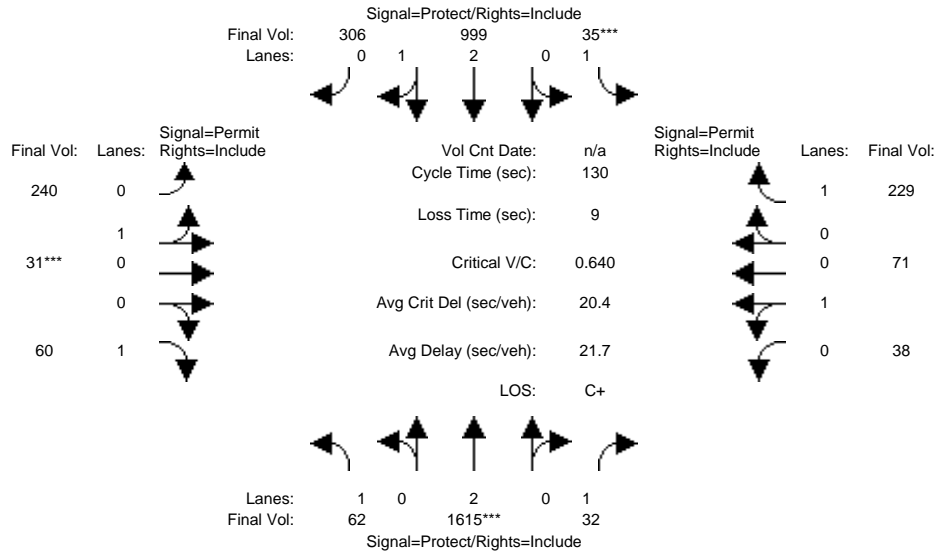 Signal=Protect/Rights=Include
Final Vol: 306 999 35***
Lanes: 0 1 2 0 1
Signal=Permit
Final Vol: Lanes: Rights=Include
Vol Cnt Date: n/a
Signal=Permit
Rights=Include Lanes: Final Vol:
Cycle Time (sec): 130
240 0
1 229
Loss Time (sec): 9
1
0
31*** 0
Critical V/C: 0.640
0 71
0
Avg Crit Del (sec/veh): 20.4
1
60 1
Avg Delay (sec/veh): 21.7
0 38
LOS: C+
Lanes: 1 0 2 0 1
Final Vol: 62 1615*** 32
Signal=Protect/Rights=Include